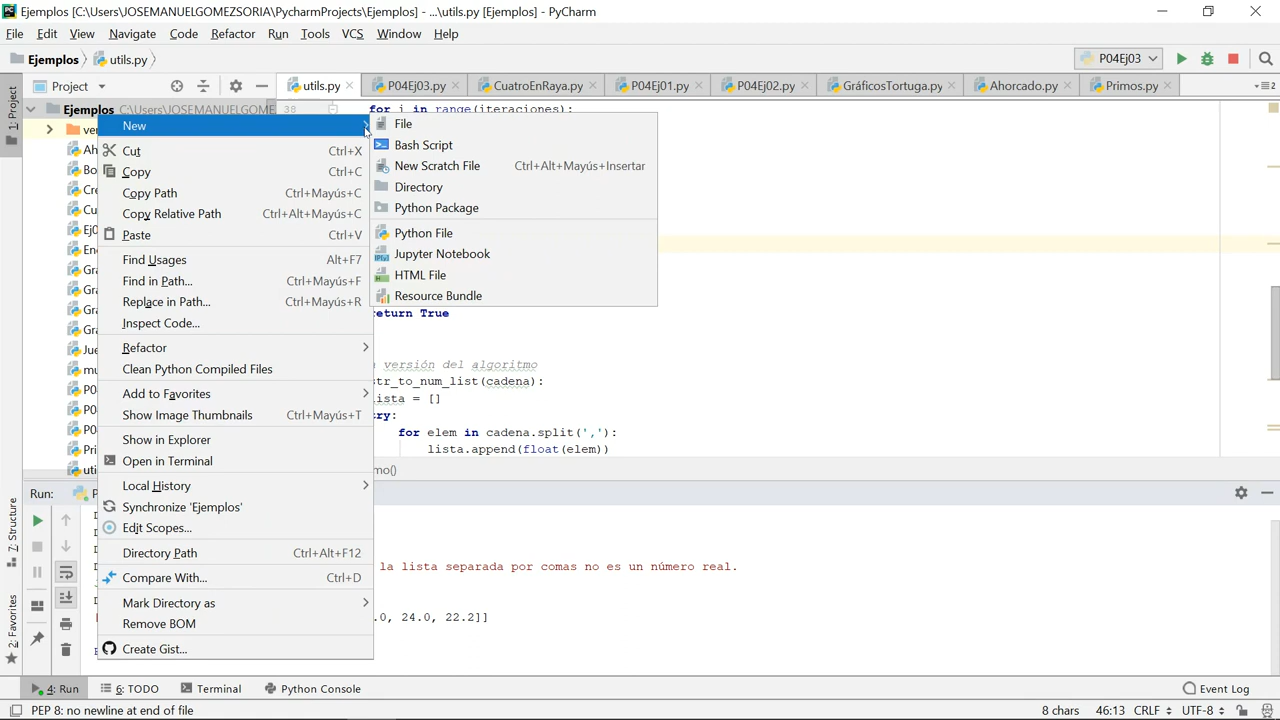 Ejemplos [C:\Users\JOSEMANUELGOMEZSORIA\PycharmProjects\Ejemplos] - ...\utils.py [Ejemplos] - PyCharm
File Edit View Navigate Code Refactor Run Tools VCS Window Help
Ejemplos utils.py P04Ej03
1: Project Project utils.py P04Ej03.py CuatroEnRaya.py P04Ej01.py P04Ej02.py GráficosTortuga.py Ahorcado.py Primos.py 2
Ejemplos C:\Users\JOSEMANUELGOME 38 for i in range(iteraciones):
New
File
Bash Script
New Scratch File Ctrl+Alt+Mayús+Insertar
Directory
Python Package
Python File
Jupyter Notebook
HTML File
Resource Bundle
Cut Ctrl+X
Copy Ctrl+C
Copy Path Ctrl+Mayús+C
Copy Relative Path Ctrl+Alt+Mayús+C
Paste Ctrl+V
Find Usages Alt+F7
Find in Path... Ctrl+Mayús+F
Replace in Path... Ctrl+Mayús+R
Inspect Code...
Refactor
Clean Python Compiled Files
Add to Favorites
Show Image Thumbnails Ctrl+Mayús+T
Show in Explorer
Open in Terminal
Local History
Synchronize 'Ejemplos'
Edit Scopes...
Directory Path Ctrl+Alt+F12
Compare With... Ctrl+D
Mark Directory as
Remove BOM
Create Gist...
return True
versión del algoritmo
str_to_num_list(cadena):
lista = []
try:
for elem in cadena.split(','):
lista.append(float(elem))
mo()
Run:
la lista separada por comas no es un número real.
.0, 24.0, 22.2]]
7: Structure
2: Favorites
4: Run 6: TODO Terminal Python Console Event Log
PEP 8: no newline at end of file 8 chars 46:13 CRLF UTF-8